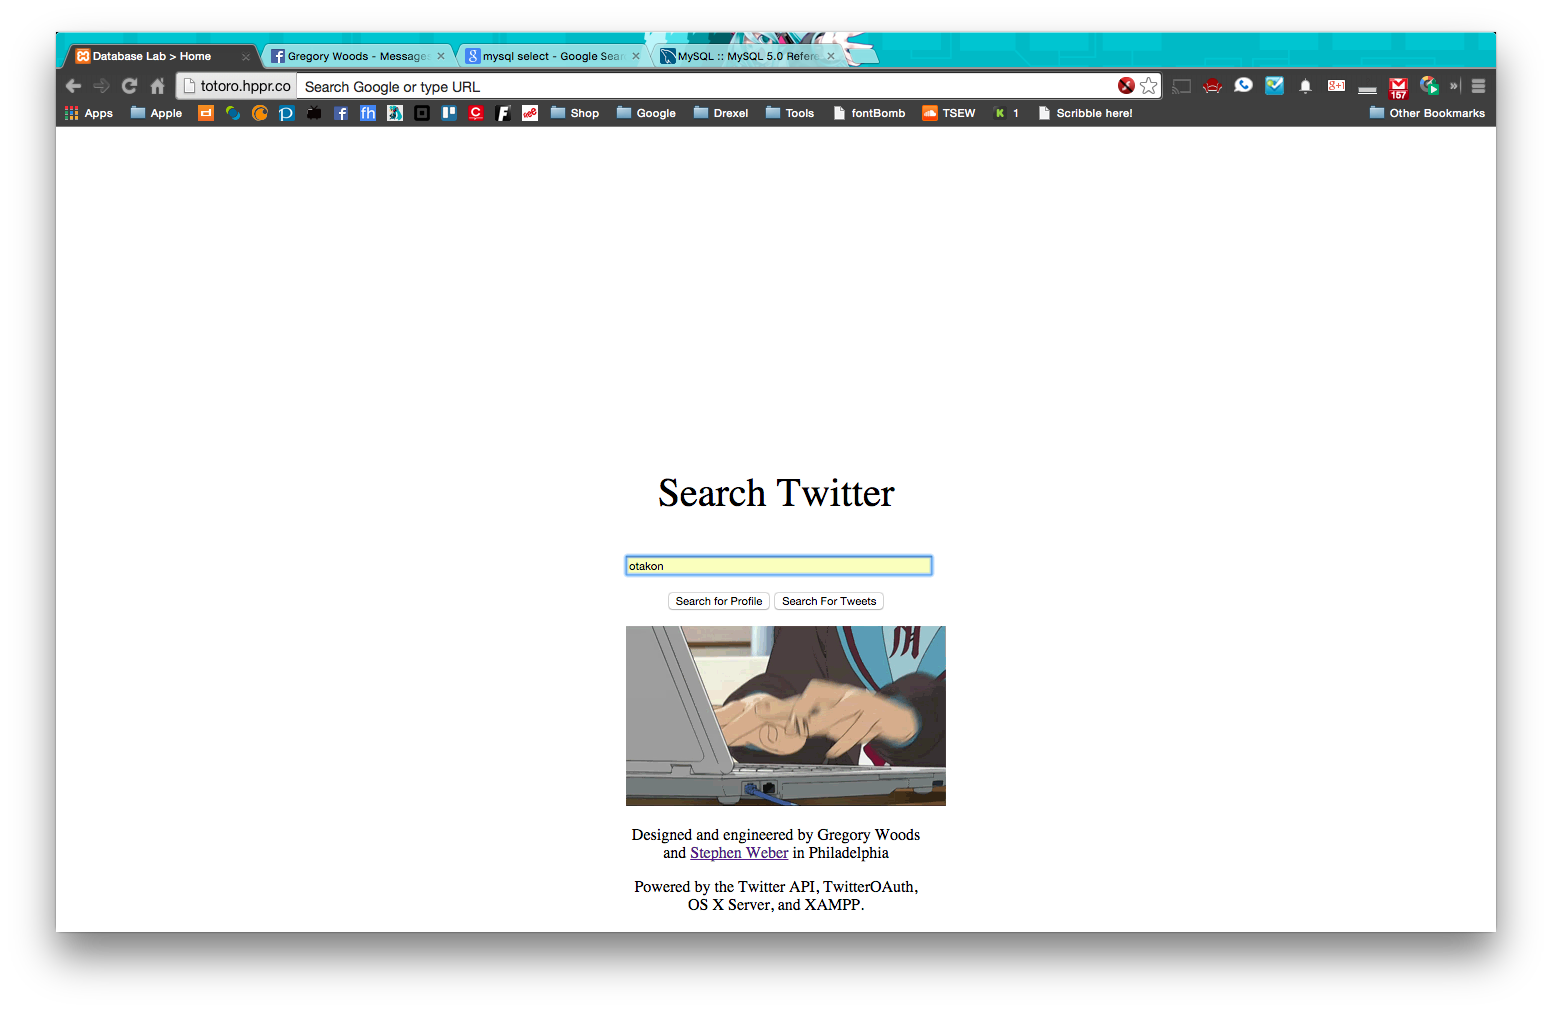 Database Lab > Home
Gregory Woods - Messages
mysql select - Google Sear
MySQL :: MySQL 5.0 Refere
totoro.hppr.co
Search Google or type URL
g+1
157
»
Apps
Apple
f
fh
C
F
Shop
Google
Drexel
Tools
fontBomb
TSEW
K
1
Scribble here!
Other Bookmarks
Search Twitter
otakon
Search for Profile
Search For Tweets
Designed and engineered by Gregory Woods
and Stephen Weber in Philadelphia
Powered by the Twitter API, TwitterOAuth,
OS X Server, and XAMPP.